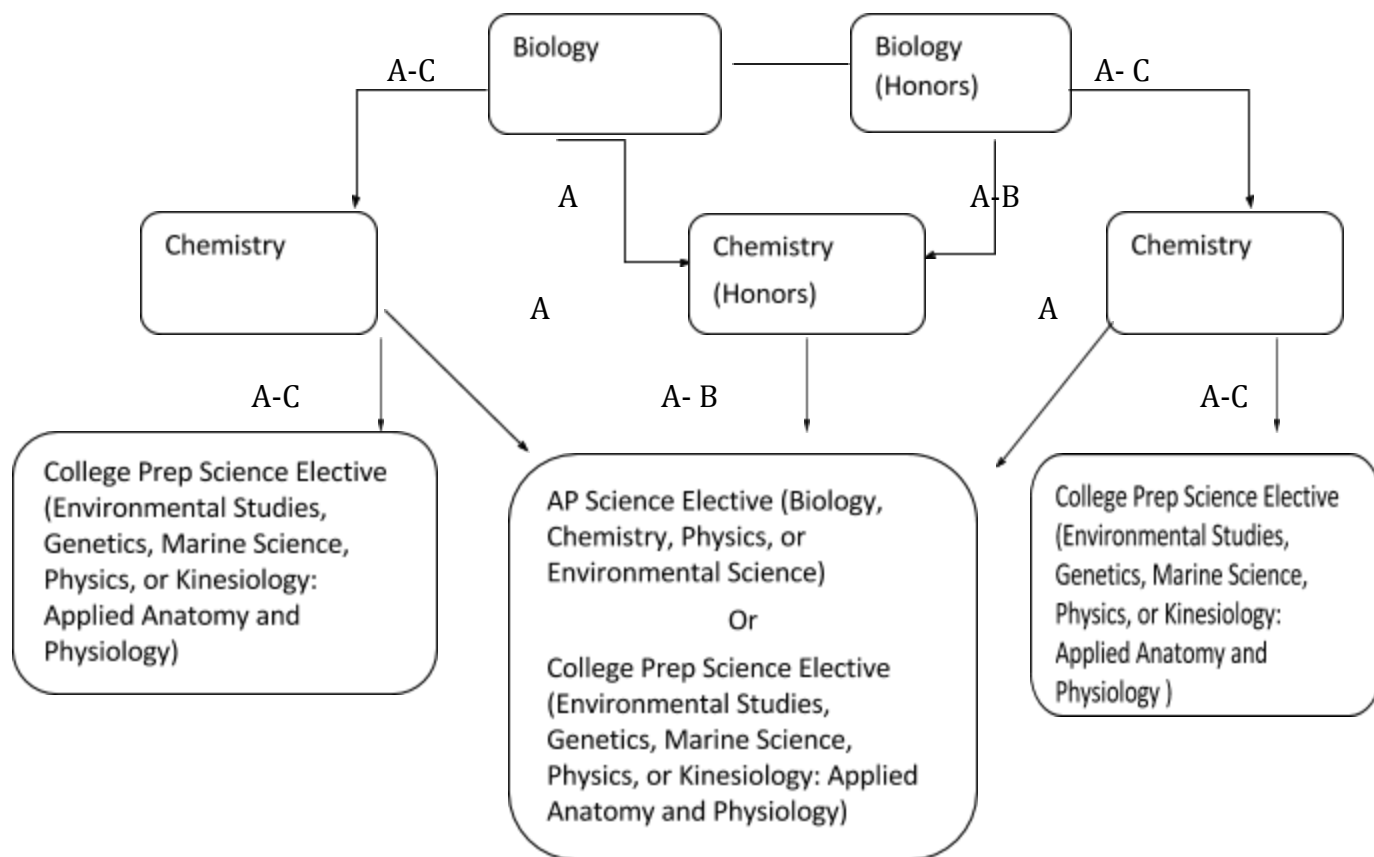 Biology
Biology
(Honors)
A-C
A- C
A
A-B
Chemistry
Chemistry
(Honors)
Chemistry
A
A
A-C
A- B
A-C
College Prep Science Elective
(Environmental Studies,
Genetics, Marine Science,
Physics, or Kinesiology:
Applied Anatomy and
Physiology)
AP Science Elective (Biology,
Chemistry, Physics, or
Environmental Science)
Or
College Prep Science Elective
(Environmental Studies,
Genetics, Marine Science,
Physics, or Kinesiology: Applied
Anatomy and Physiology)
College Prep Science Elective
(Environmental Studies,
Genetics, Marine Science,
Physics, or Kinesiology:
Applied Anatomy and
Physiology )